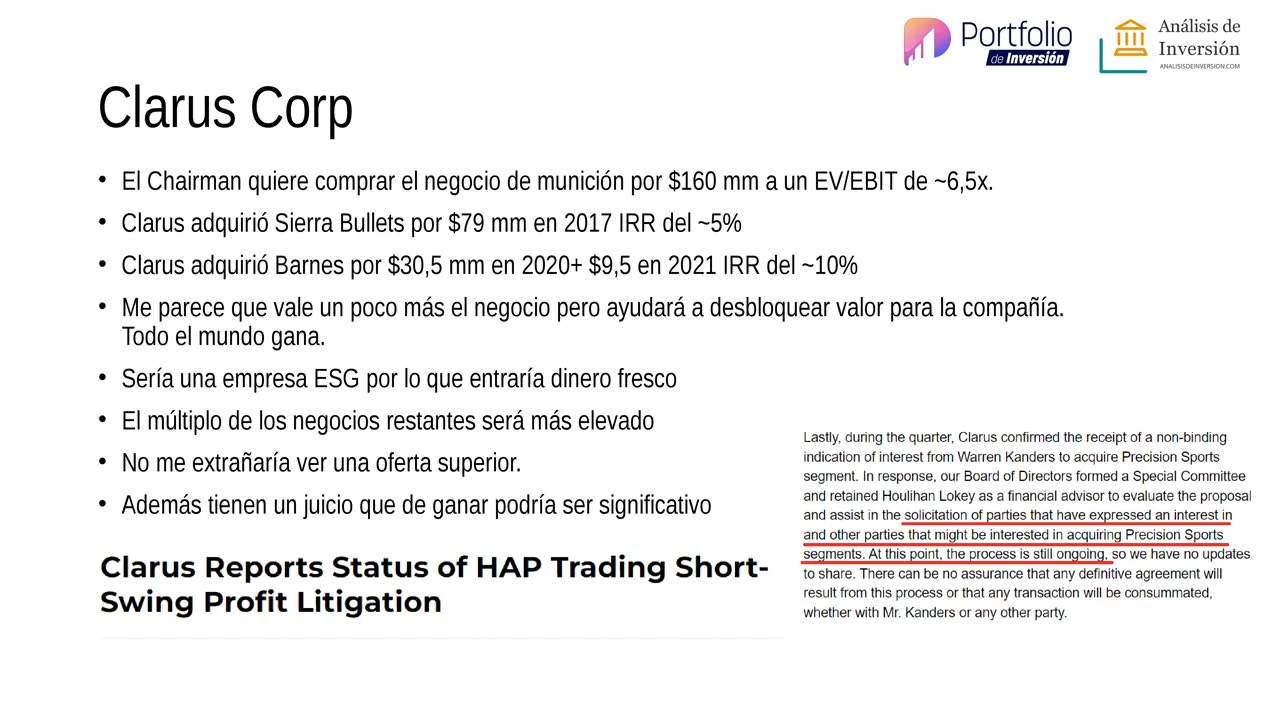 Portfolio
de Inversión
Análisis de
Inversión
ANALISISDEINVERSION.COM
Clarus Corp
• El Chairman quiere comprar el negocio de munición por $160 mm a un EV/EBIT de ~6,5x.
• Clarus adquirió Sierra Bullets por $79 mm en 2017 IRR del ~5%
• Clarus adquirió Barnes por $30,5 mm en 2020+ $9,5 en 2021 IRR del ~10%
• Me parece que vale un poco más el negocio pero ayudará a desbloquear valor para la compañía.
Todo el mundo gana.
• Sería una empresa ESG por lo que entraría dinero fresco
• El múltiplo de los negocios restantes será más elevado
• No me extrañaría ver una oferta superior.
• Además tienen un juicio que de ganar podría ser significativo
Clarus Reports Status of HAP Trading Short-
Swing Profit Litigation
Lastly, during the quarter, Clarus confirmed the receipt of a non-binding
indication of interest from Warren Kanders to acquire Precision Sports
segment. In response, our Board of Directors formed a Special Committee
and retained Houlihan Lokey as a financial advisor to evaluate the proposal
and assist in the solicitation of parties that have expressed an interest in
and other parties that might be interested in acquiring Precision Sports
segments. At this point, the process is still ongoing, so we have no updates
to share. There can be no assurance that any definitive agreement will
result from this process or that any transaction will be consummated,
whether with Mr. Kanders or any other party.